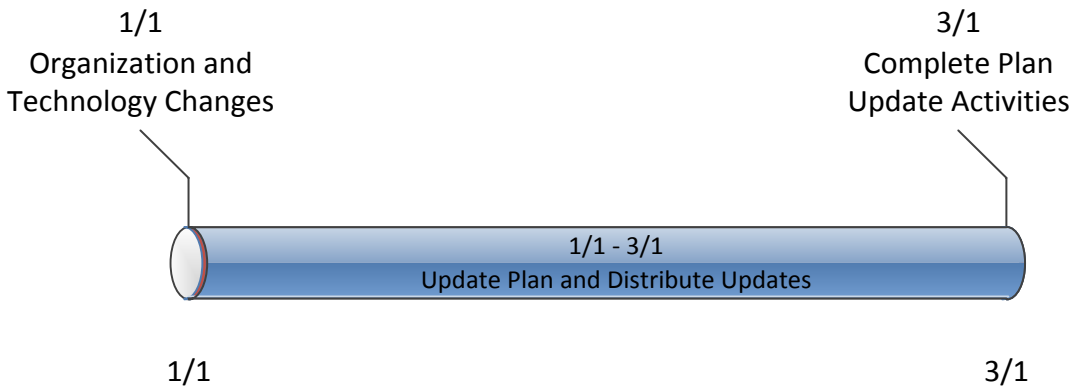 1/1
Organization and
Technology Changes
3/1
Complete Plan
Update Activities
1/1 - 3/1
Update Plan and Distribute Updates
1/1
3/1